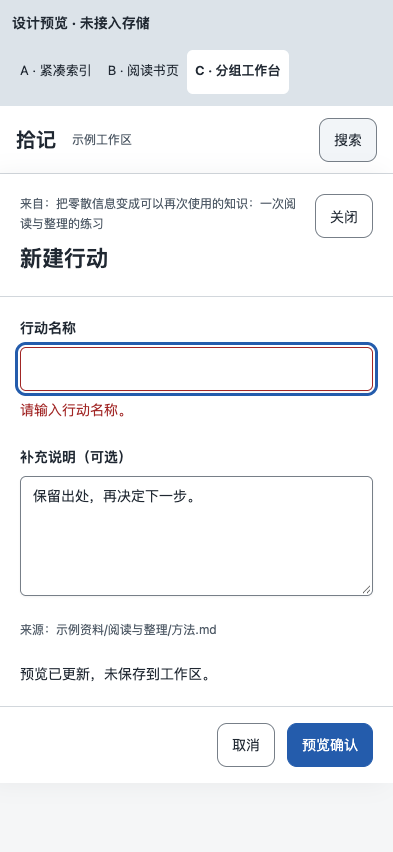 设计预览 · 未接入存储
A · 紧凑索引
B · 阅读书页
C · 分组工作台
拾记
示例工作区
搜索
来自：把零散信息变成可以再次使用的知识：一次阅
读与整理的练习
关闭
新建行动
行动名称
请输入行动名称。
补充说明（可选）
保留出处，再决定下一步。
来源：示例资料/阅读与整理/方法.md
预览已更新，未保存到工作区。
取消
预览确认